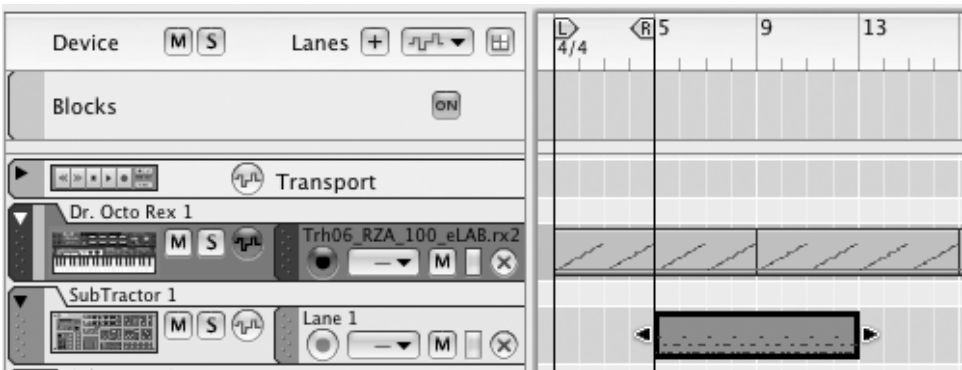 Device M S Lanes + L R 5 9 13
4/4
Blocks ON
Transport
Dr. Octo Rex 1
M S Trh06_RZA_100_eLAB.rx2
— M X
SubTractor 1
M S Lane 1
— M X